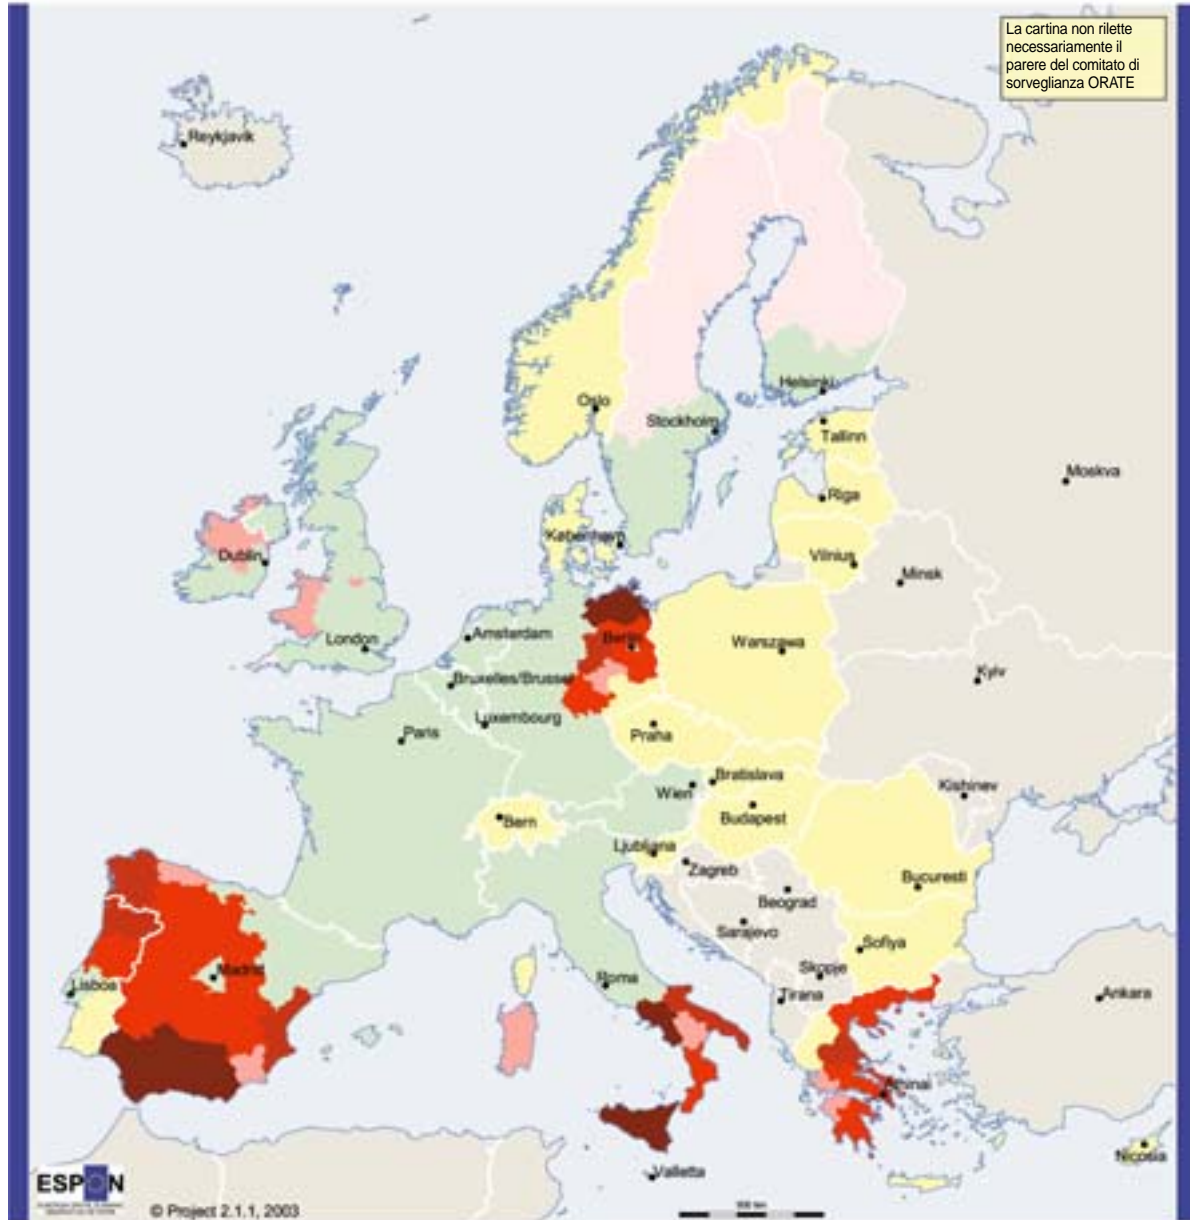 La cartina non rilette
necessariamente il
parere del comitato di
sorveglianza ORATE
Reykjavik
Oslo
Helsinki
Stockholm
Tallinn
Moskva
Riga
København
Dublin
Vilnius
Minsk
London
Amsterdam
Berlin
Warszawa
Kyiv
Bruxelles/Brussel
Luxembourg
Paris
Praha
Bratislava
Wien
Kishinev
Bern
Budapest
Ljubljana
Zagreb
Bucuresti
Beograd
Sarajevo
Sofiya
Madrid
Roma
Skopje
Lisboa
Tirana
Ankara
Athinai
Nicosia
Valletta
ESPON
© Project 2.1.1, 2003